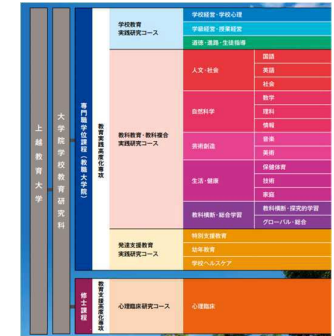 上越教育大学
大学院学校教育研究科
専門職学位課程(教職大学院)
教育実践高度化専攻
学校教育
実践研究コース
学校経営・学校心理
学級経営・授業経営
道徳・進路・生徒指導
教科教育・教科複合
実践研究コース
人文・社会
国語
英語
社会
自然科学
数学
理科
情報
芸術創造
音楽
美術
生活・健康
保健体育
技術
家庭
教科横断・総合学習
教科横断・探究的学習
グローバル・総合
発達支援教育
実践研究コース
特別支援教育
幼年教育
学校ヘルスケア
修士課程
教育支援高度化専攻
心理臨床研究コース
心理臨床